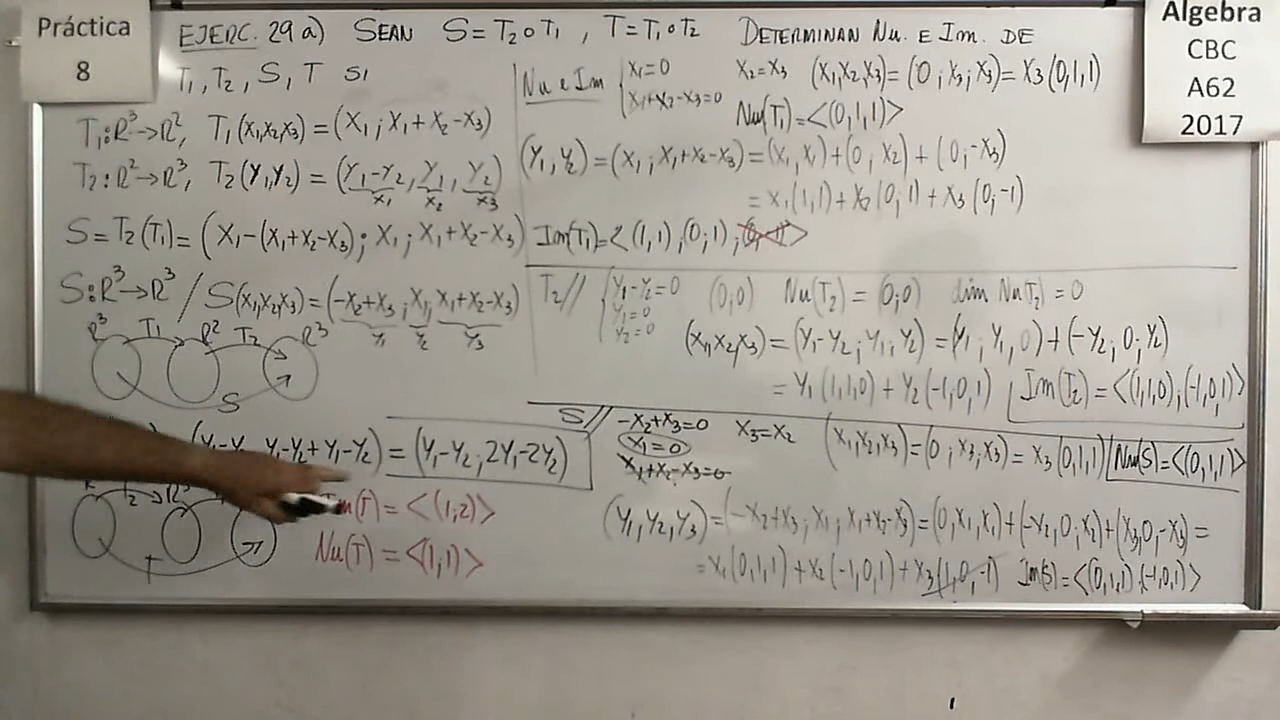 Práctica
8
Algebra
CBC
A62
2017
EJERC. 29a) SEAN S=T₂∘T₁ , T=T₁∘T₂ DETERMINAN NU. E IM. DE
T₁, T₂, S, T SI
T₁:R³→R², T₁(X₁X₂X₃)=(X₁;X₁+X₂-X₃)
T₂:R²→R³, T₂(Y₁,Y₂)=(Y₁-Y₂,Y₁,Y₂)
X₁ X₂ X₃
S=T₂(T₁)=(X₁-(X₁+X₂-X₃);X₁;X₁+X₂-X₃)
S:R³→R³/S(X₁X₂X₃)=(-X₂+X₃;X₁;X₁+X₂-X₃)
Y₁ Y₂ Y₃
R³ T₁ R² T₂ R³
S
Y₁-Y₂+Y₁-Y₂)=(Y₁-Y₂;2Y₁-2Y₂)
T
Im(T)=<(1,2)>
Nu(T)=<(1,1)>
Nu e Im {X₁=0
X₁+X₂-X₃=0
X₂=X₃ (X₁,X₂,X₃)=(0;X₃;X₃)=X₃(0,1,1)
Nu(T₁)=<(0,1,1)>
(Y₁,Y₂)=(X₁;X₁+X₂-X₃)=(X₁,X₁)+(0;X₂)+(0;-X₃)
=X₁(1,1)+X₂(0;1)+X₃(0;-1)
Im(T₁)=<(1,1),(0;1);(0,-1)>
T₂// {Y₁-Y₂=0
Y₁=0
Y₂=0
(0,0) Nu(T₂)=(0,0) dim Nu(T₂)=0
(X₁,X₂X₃)=(Y₁-Y₂;Y₁,Y₂)=(Y₁;Y₁,0)+(-Y₂;0;Y₂)
=Y₁(1,1,0)+Y₂(-1,0,1) Im(T₂)=<(1,1,0);(-1,0,1)>
S// -X₂+X₃=0
X₁=0
X₁+X₂-X₃=0
X₃=X₂ (X₁,X₂,X₃)=(0;X₃;X₃)=X₃(0,1,1) Nu(S)=<(0,1,1)>
(Y₁,Y₂,Y₃)=(-X₂+X₃;X₁;X₁+X₂-X₃)=(0,X₁,X₁)+(-X₂,0;X₂)+(X₃,0,-X₃)=
=X₁(0,1,1)+X₂(-1,0,1)+X₃(1,0,-1) Im(S)=<(0,1,1),(-1,0,1)>